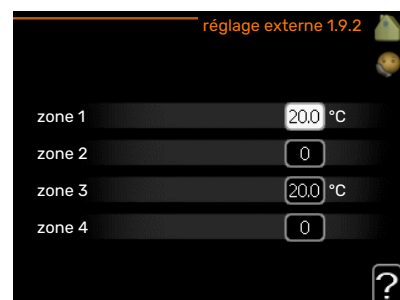 réglage externe 1.9.2
zone 1 20.0 °C
zone 2 0
zone 3 20.0 °C
zone 4 0
?